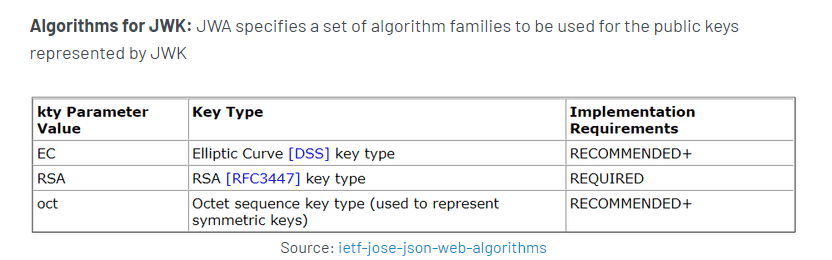 Algorithms for JWK: JWA specifies a set of algorithm families to be used for the public keys
represented by JWK
kty Parameter Value Key Type Implementation Requirements
EC Elliptic Curve [DSS] key type RECOMMENDED+
RSA RSA [RFC3447] key type REQUIRED
oct Octet sequence key type (used to represent symmetric keys) RECOMMENDED+
Source: ietf-jose-json-web-algorithms